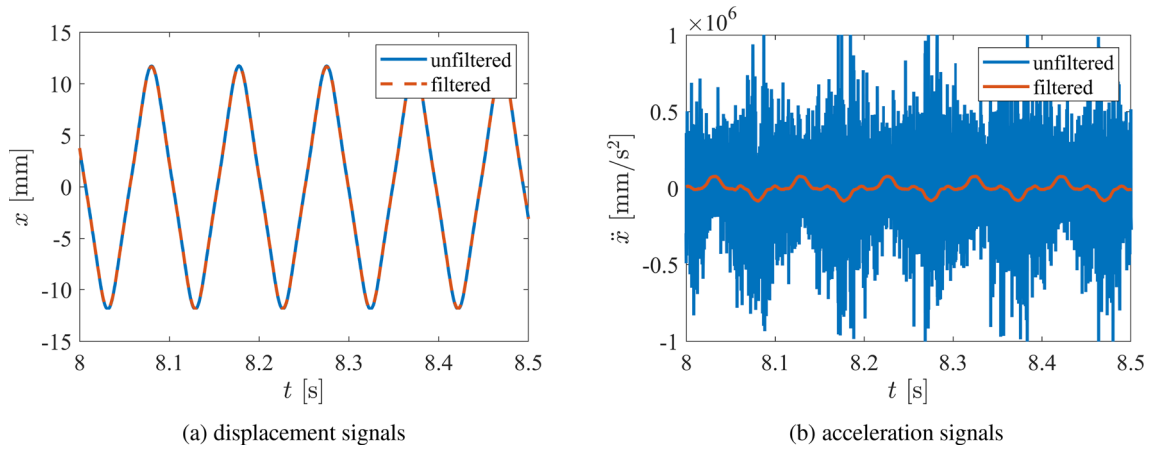 15
10
5
0
-5
-10
-15
x [mm]
8
8.1
8.2
8.3
8.4
8.5
t [s]
unfiltered
filtered
(a) displacement signals
×10⁶
1
0.5
0
-0.5
-1
ẍ [mm/s²]
8
8.1
8.2
8.3
8.4
8.5
t [s]
unfiltered
filtered
(b) acceleration signals